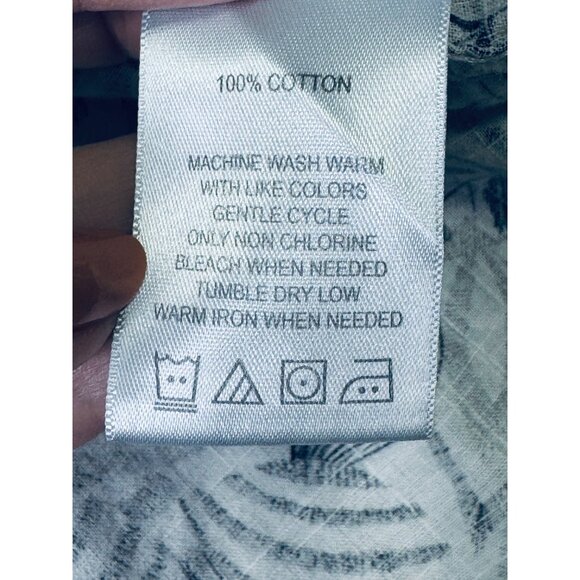 100% COTTON
MACHINE WASH WARM
WITH LIKE COLORS
GENTLE CYCLE
ONLY NON CHLORINE
BLEACH WHEN NEEDED
TUMBLE DRY LOW
WARM IRON WHEN NEEDED